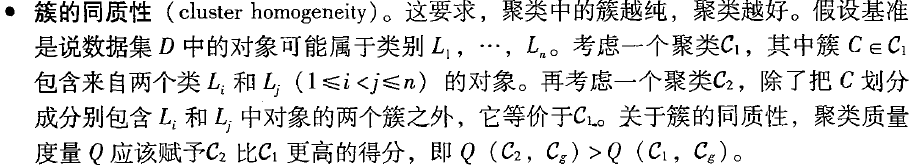 • 簇的同质性（cluster homogeneity）。这要求，聚类中的簇越纯，聚类越好。假设基准
是说数据集 D 中的对象可能属于类别 L₁，…，Lₙ。考虑一个聚类𝒞₁，其中簇 C∈𝒞₁
包含来自两个类 Lᵢ 和 Lⱼ（1≤i<j≤n）的对象。再考虑一个聚类𝒞₂，除了把 C 划分
成分别包含 Lᵢ 和 Lⱼ 中对象的两个簇之外，它等价于𝒞₁。关于簇的同质性，聚类质量
度量 Q 应该赋予𝒞₂ 比𝒞₁ 更高的得分，即 Q（𝒞₂，𝒞g）>Q（𝒞₁，𝒞g）。